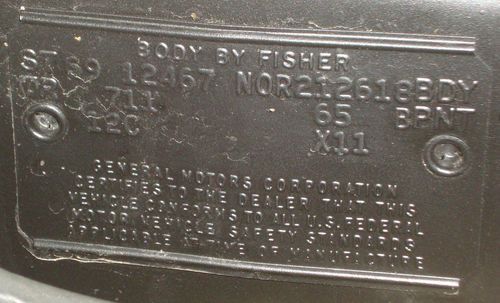 BODY BY FISHER
ST 69 12467 NOR212618BDY
TR 711 65 BPNT
12C X11
GENERAL MOTORS CORPORATION
CERTIFIES TO THE DEALER THAT THIS
VEHICLE CONFORMS TO ALL U.S. FEDERAL
MOTOR VEHICLE SAFETY STANDARDS
APPLICABLE AT TIME OF MANUFACTURE